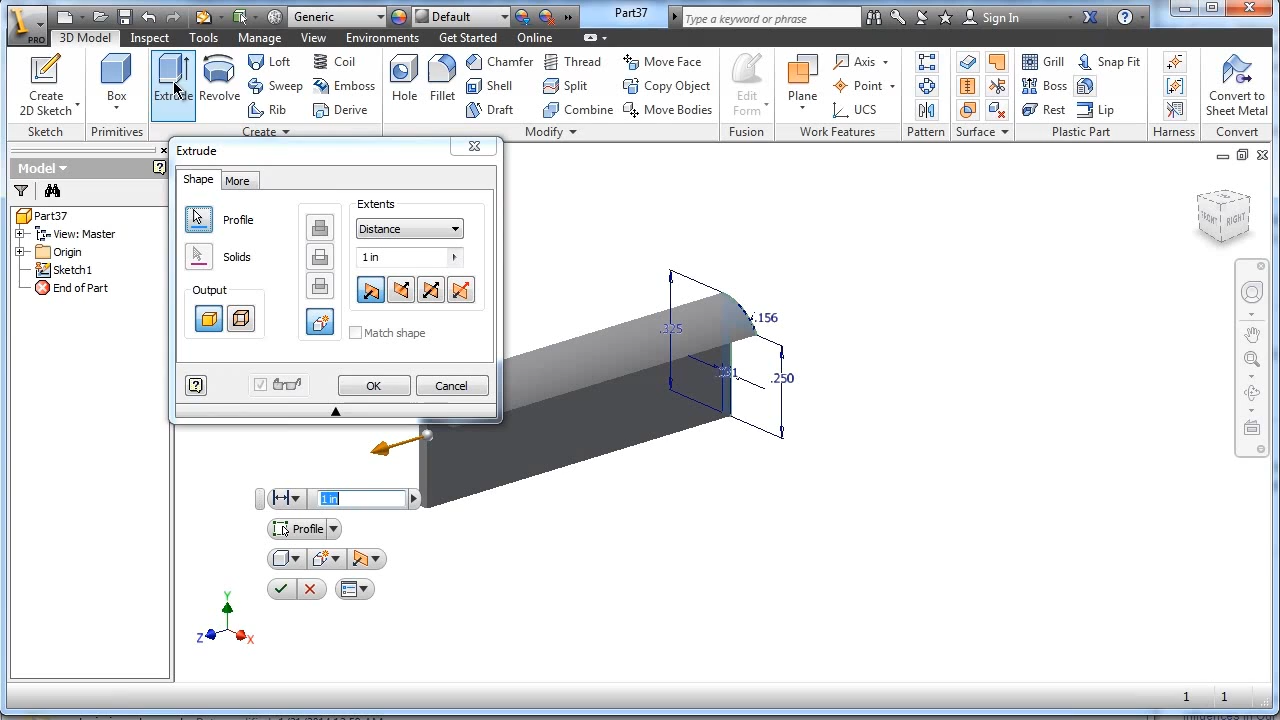 Generic
Default
Part37
Type a keyword or phrase
Sign In
PRO
3D Model
Inspect
Tools
Manage
View
Environments
Get Started
Online
Create
2D Sketch
Box
Extrude
Revolve
Loft
Sweep
Rib
Coil
Emboss
Derive
Hole
Fillet
Chamfer
Shell
Draft
Thread
Split
Combine
Move Face
Copy Object
Move Bodies
Edit
Form
Plane
Axis
Point
UCS
Grill
Boss
Rest
Snap Fit
Lip
Convert to
Sheet Metal
Sketch
Primitives
Create
Modify
Fusion
Work Features
Pattern
Surface
Plastic Part
Harness
Convert
Model
Part37
View: Master
Origin
Sketch1
End of Part
Extrude
Shape
More
Profile
Solids
Output
Extents
Distance
1 in
Match shape
OK
Cancel
.325
.156
.250
1 in
Profile
Y
Z
X
FRONT
RIGHT
1
1